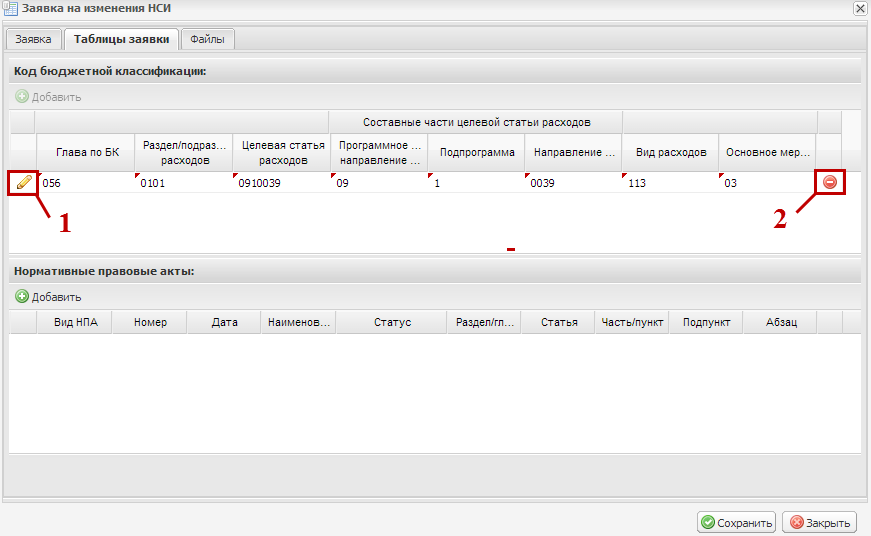 Заявка на изменения НСИ
Заявка Таблицы заявки Файлы
Код бюджетной классификации:
Добавить
Составные части целевой статьи расходов
Глава по БК Раздел/подраз... расходов Целевая статья расходов Программное ... направление ... Подпрограмма Направление ... Вид расходов Основное мер...
056 0101 0910039 09 1 0039 113 03
1 2
Нормативные правовые акты:
Добавить
Вид НПА Номер Дата Наименов... Статус Раздел/гл... Статья Часть/пункт Подпункт Абзац
Сохранить Закрыть